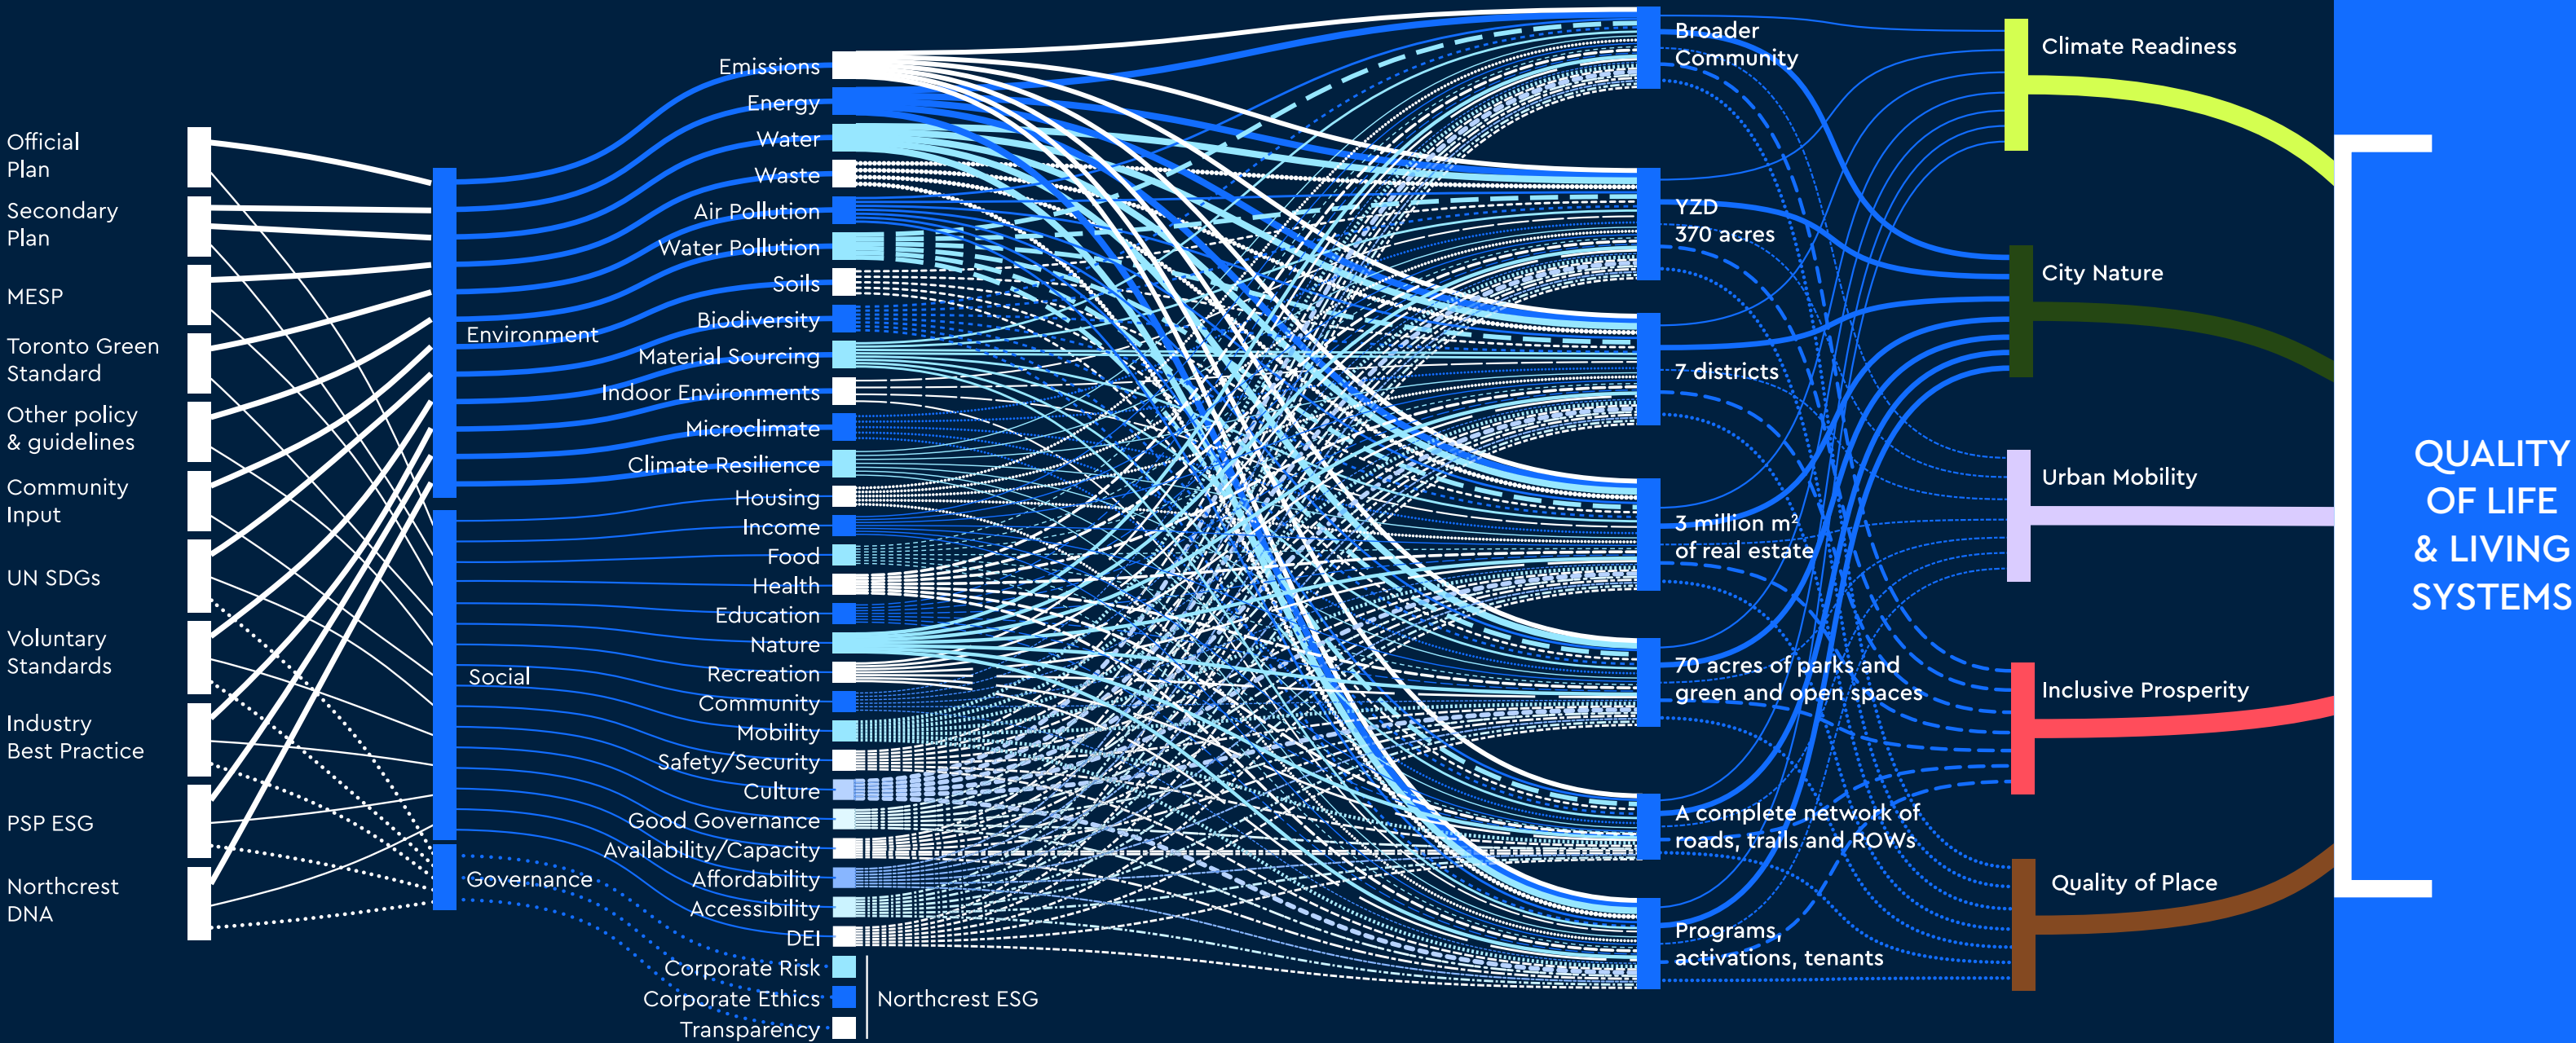 Official
Plan
Secondary
Plan
MESP
Toronto Green
Standard
Other policy
& guidelines
Community
Input
UN SDGs
Voluntary
Standards
Industry
Best Practice
PSP ESG
Northcrest
DNA
Environment
Social
Governance
Emissions
Energy
Water
Waste
Air Pollution
Water Pollution
Soils
Biodiversity
Material Sourcing
Indoor Environments
Microclimate
Climate Resilience
Housing
Income
Food
Health
Education
Nature
Recreation
Community
Mobility
Safety/Security
Culture
Good Governance
Availability/Capacity
Affordability
Accessibility
DEI
Corporate Risk
Corporate Ethics
Transparency
Northcrest ESG
Broader
Community
YZD
370 acres
7 districts
3 million m²
of real estate
70 acres of parks and
green and open spaces
A complete network of
roads, trails and ROWs
Programs,
activations, tenants
Climate Readiness
City Nature
Urban Mobility
Inclusive Prosperity
Quality of Place
QUALITY
OF LIFE
& LIVING
SYSTEMS